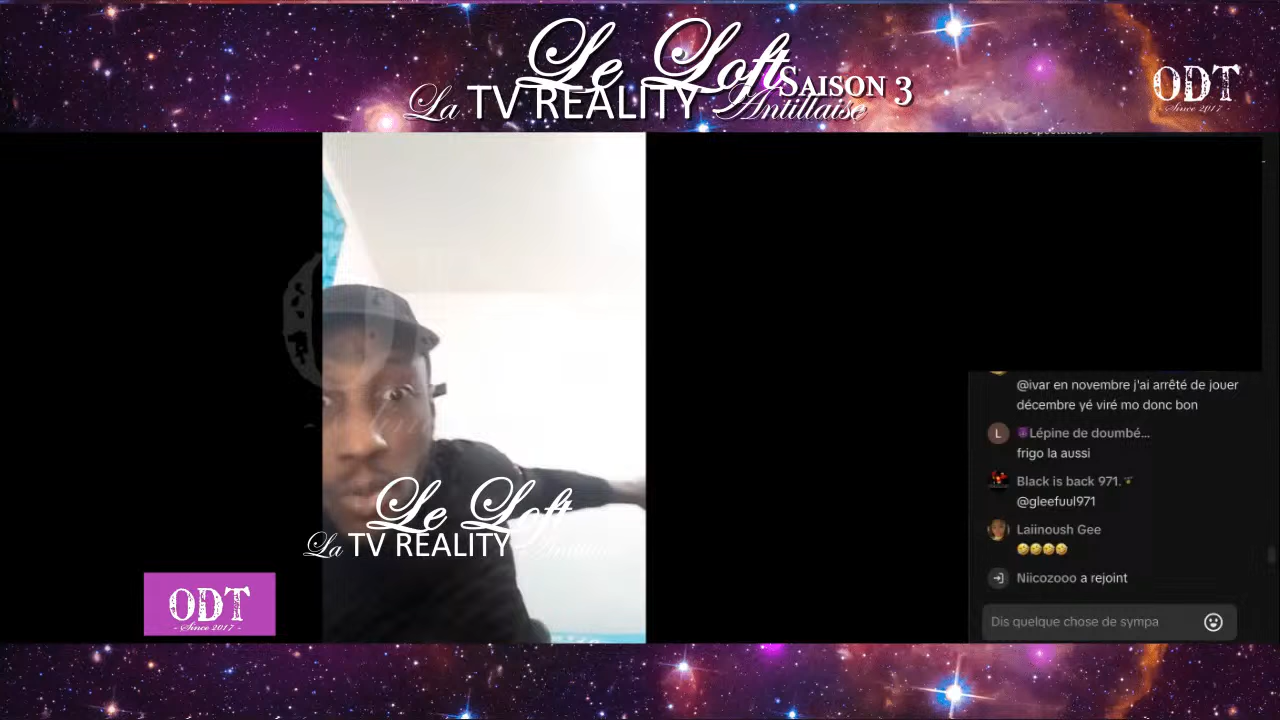 Le Loft
SAISON 3
La TV REALITY Antillaise
ODT
- Since 2017 -
@ivar en novembre j'ai arrêté de jouer
décembre yé viré mo donc bon
L
Lépine de doumbé...
frigo la aussi
Black is back 971.
@gleefuul971
Laiinoush Gee
🤣🤣🤣🤣
Niicozooo a rejoint
Dis quelque chose de sympa
Le Loft
La TV REALITY
ODT
- Since 2017 -